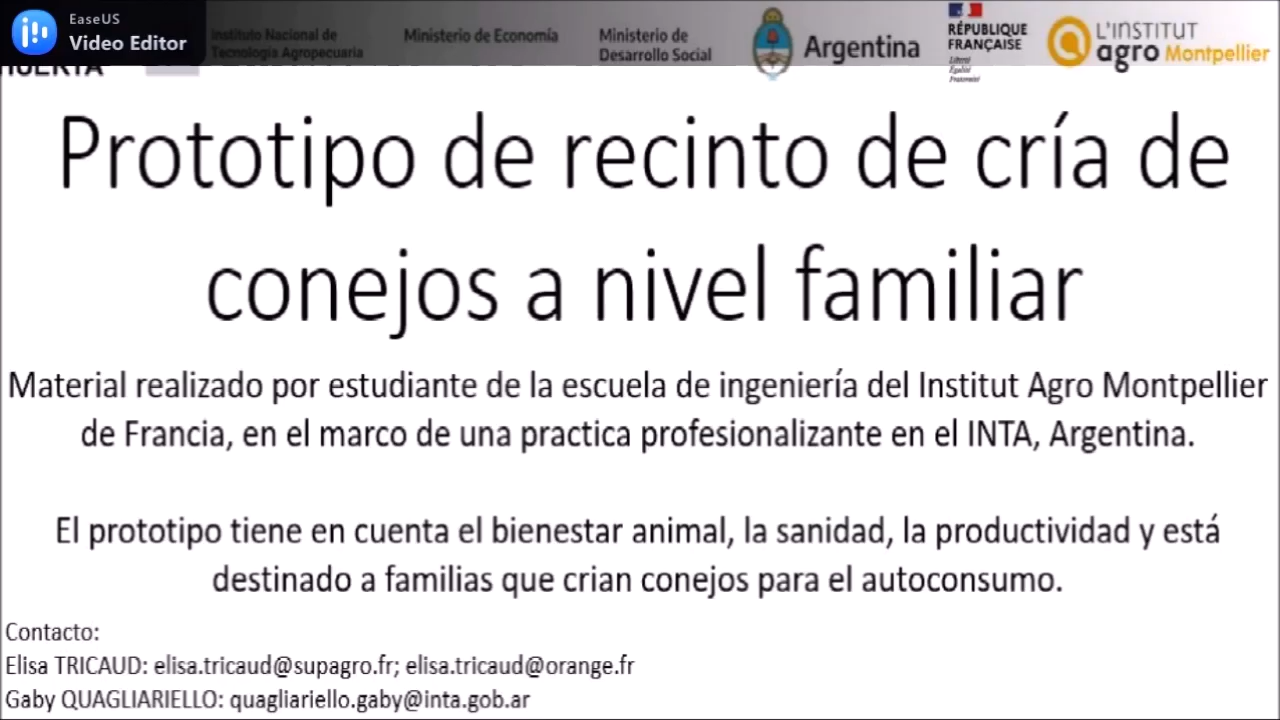 EaseUS
Video Editor
Instituto Nacional de
Tecnología Agropecuaria
Ministerio de Economía
Ministerio de
Desarrollo Social
Argentina
RÉPUBLIQUE
FRANÇAISE
Liberté
Égalité
Fraternité
L'INSTITUT
agro Montpellier
HUERTA
Prototipo de recinto de cría de
conejos a nivel familiar
Material realizado por estudiante de la escuela de ingeniería del Institut Agro Montpellier
de Francia, en el marco de una practica profesionalizante en el INTA, Argentina.
El prototipo tiene en cuenta el bienestar animal, la sanidad, la productividad y está
destinado a familias que crian conejos para el autoconsumo.
Contacto:
Elisa TRICAUD: elisa.tricaud@supagro.fr; elisa.tricaud@orange.fr
Gaby QUAGLIARIELLO: quagliariello.gaby@inta.gob.ar